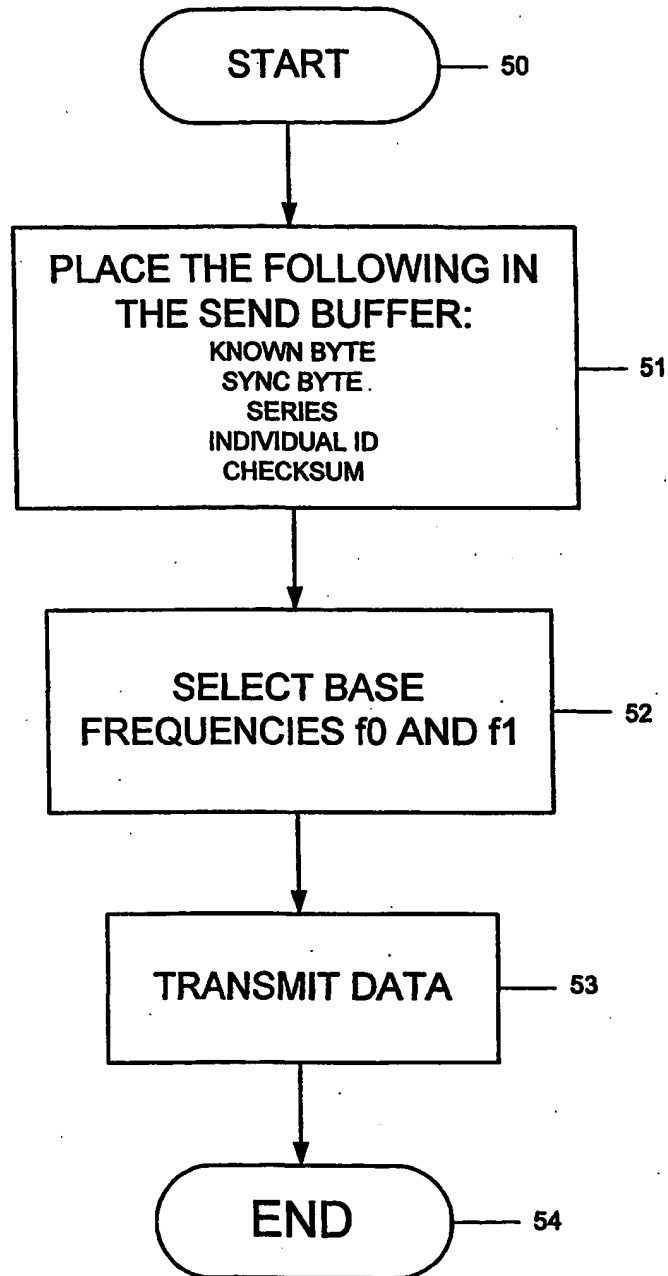 START
50
PLACE THE FOLLOWING IN
THE SEND BUFFER:
KNOWN BYTE
SYNC BYTE
SERIES
INDIVIDUAL ID
CHECKSUM
51
SELECT BASE
FREQUENCIES f0 AND f1
52
TRANSMIT DATA
53
END
54